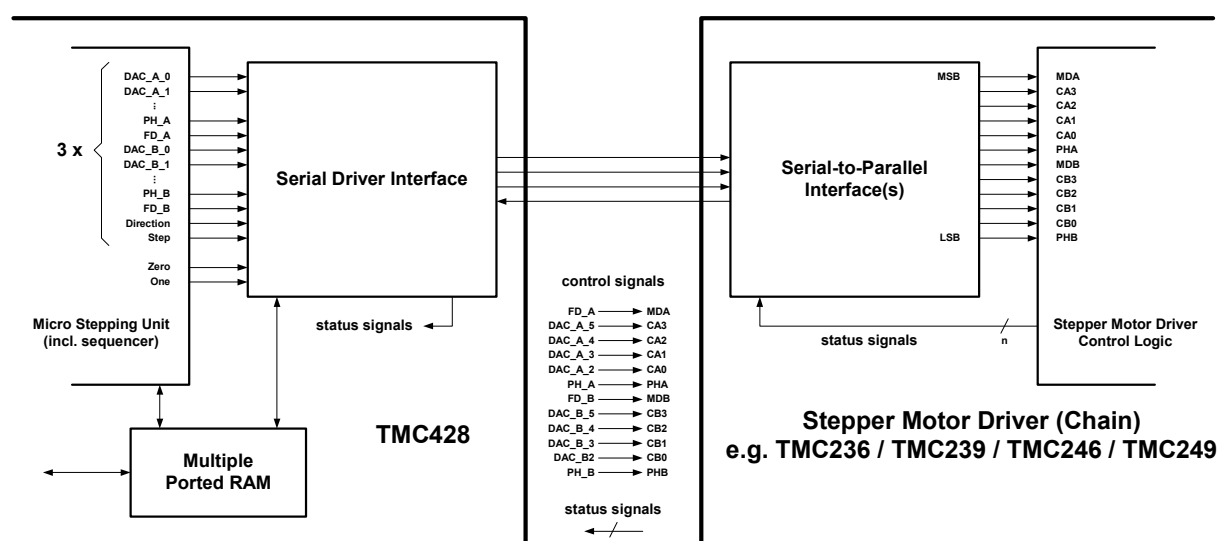 3 x
DAC_A_0
DAC_A_1
...
PH_A
FD_A
DAC_B_0
DAC_B_1
...
PH_B
FD_B
Direction
Step
Zero
One
Micro Stepping Unit
(incl. sequencer)
Serial Driver Interface
status signals
Multiple
Ported RAM
TMC428
control signals
FD_A MDA
DAC_A_5 CA3
DAC_A_4 CA2
DAC_A_3 CA1
DAC_A_2 CA0
PH_A PHA
FD_B MDB
DAC_B_5 CB3
DAC_B_4 CB2
DAC_B_3 CB1
DAC_B2 CB0
PH_B PHB
status signals
Serial-to-Parallel
Interface(s)
MSB
LSB
MDA
CA3
CA2
CA1
CA0
PHA
MDB
CB3
CB2
CB1
CB0
PHB
status signals
n
Stepper Motor Driver
Control Logic
Stepper Motor Driver (Chain)
e.g. TMC236 / TMC239 / TMC246 / TMC249